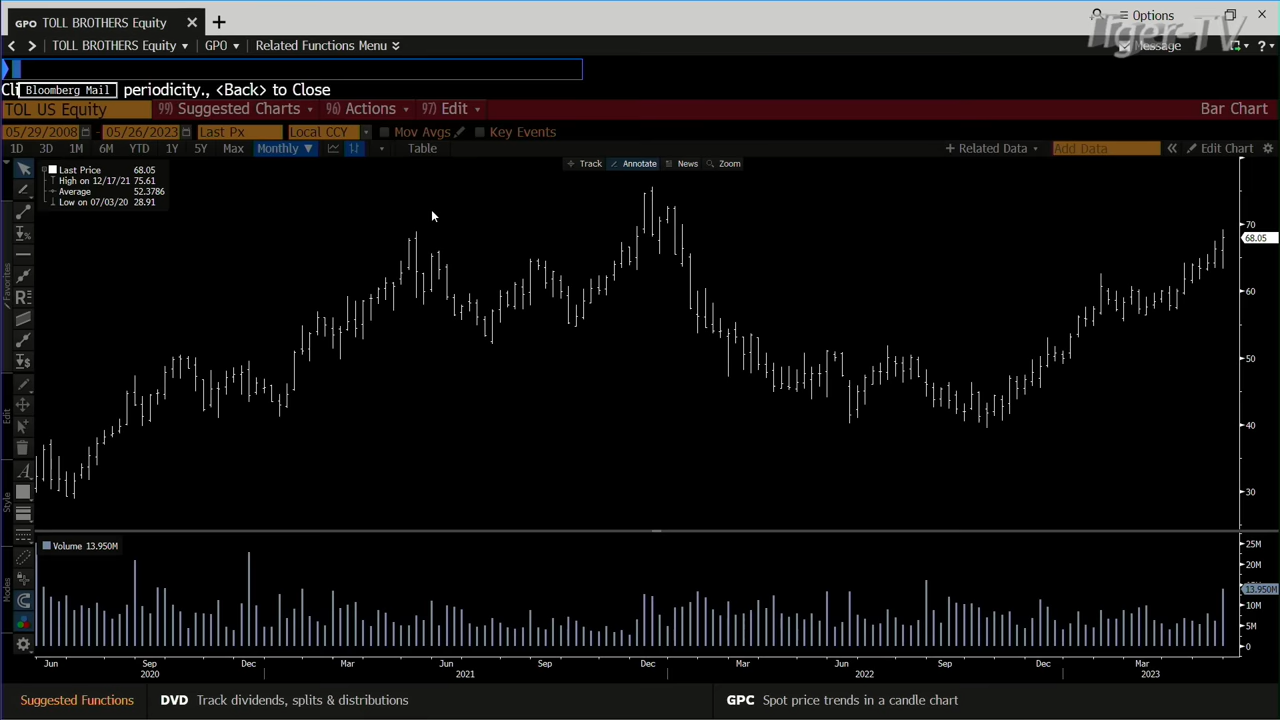 GPO TOLL BROTHERS Equity
Options
TOLL BROTHERS Equity GPO Related Functions Menu
Message
Tiger-TV
Cli Bloomberg Mail periodicity., <Back> to Close
TOL US Equity 99) Suggested Charts 96) Actions 97) Edit Bar Chart
05/29/2008 - 05/26/2023 Last Px Local CCY Mov Avgs Key Events
1D 3D 1M 6M YTD 1Y 5Y Max Monthly ▼ Table + Related Data Add Data Edit Chart
Track Annotate News Zoom
Last Price 68.05
High on 12/17/21 75.61
Average 52.3786
Low on 07/03/20 28.91
70
68.05
60
50
40
30
Favorites
Edit
Style
Modes
Volume 13.950M
25M
20M
13.950M
10M
5M
0
Jun Sep Dec Mar Jun Sep Dec Mar Jun Sep Dec Mar
2020 2021 2022 2023
Suggested Functions DVD Track dividends, splits & distributions GPC Spot price trends in a candle chart